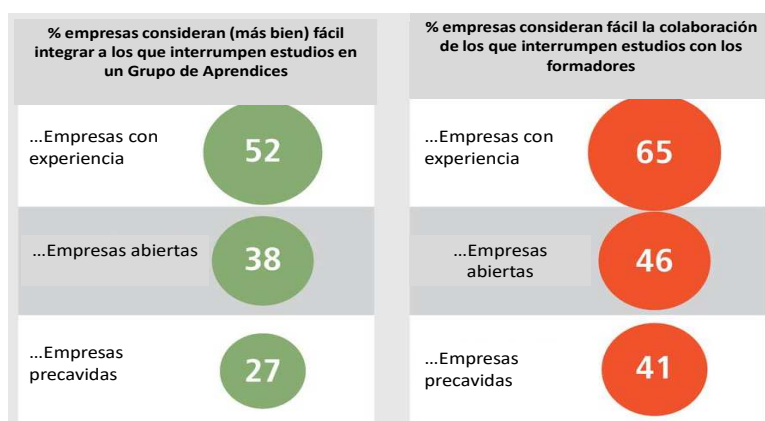 % empresas consideran (más bien) fácil
integrar a los que interrumpen estudios en
un Grupo de Aprendices
...Empresas con
experiencia
52
...Empresas abiertas
38
...Empresas
precavidas
27
% empresas consideran fácil la colaboración
de los que interrumpen estudios con los
formadores
...Empresas con
experiencia
65
...Empresas
abiertas
46
...Empresas
precavidas
41